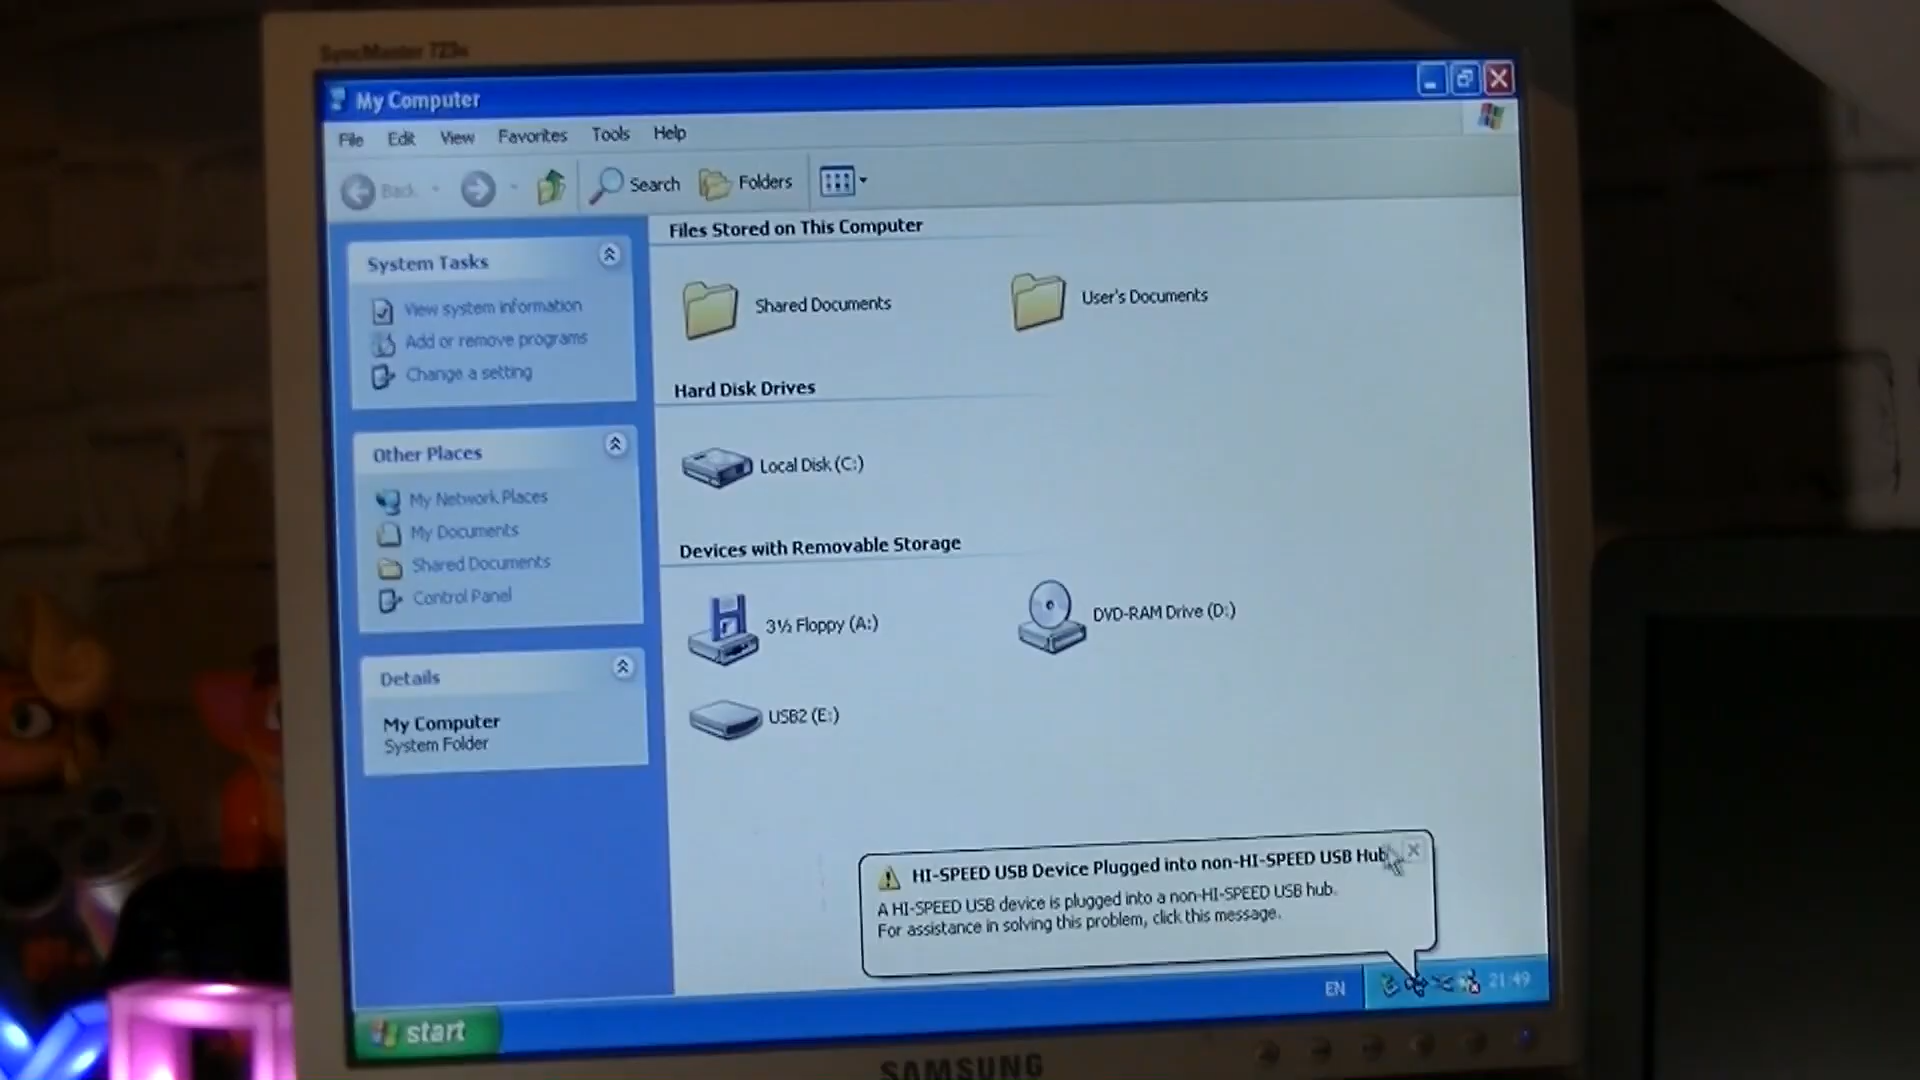 SyncMaster 723n
My Computer
File Edit View Favorites Tools Help
Back Search Folders
Files Stored on This Computer
System Tasks
View system information
Add or remove programs
Change a setting
Shared Documents User's Documents
Hard Disk Drives
Other Places
My Network Places
My Documents
Shared Documents
Control Panel
Local Disk (C:)
Devices with Removable Storage
3½ Floppy (A:) DVD-RAM Drive (D:)
Details
My Computer
System Folder
USB2 (E:)
HI-SPEED USB Device Plugged into non-HI-SPEED USB Hub
A HI-SPEED USB device is plugged into a non-HI-SPEED USB hub.
For assistance in solving this problem, click this message.
start EN 21:49
SAMSUNG